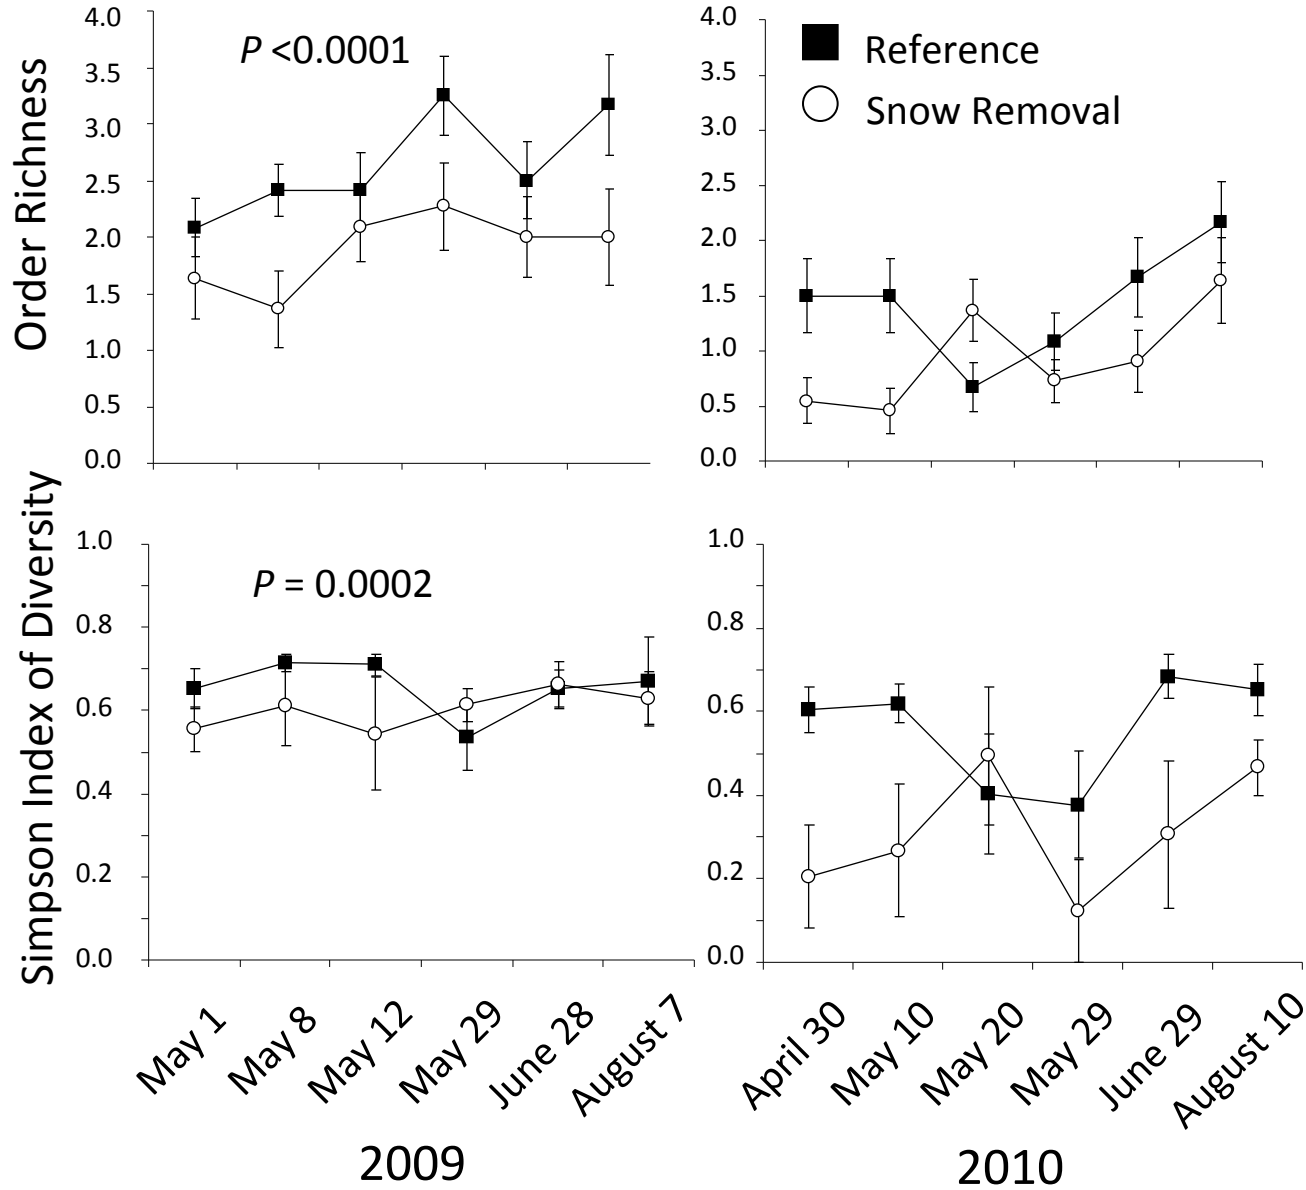 Order Richness
4.0
3.5
3.0
2.5
2.0
1.5
1.0
0.5
0.0
P <0.0001
4.0
3.5
3.0
2.5
2.0
1.5
1.0
0.5
0.0
Reference
Snow Removal
Simpson Index of Diversity
1.0
0.8
0.6
0.4
0.2
0.0
P = 0.0002
1.0
0.8
0.6
0.4
0.2
0.0
May 1
May 8
May 12
May 29
June 28
August 7
April 30
May 10
May 20
May 29
June 29
August 10
2009
2010